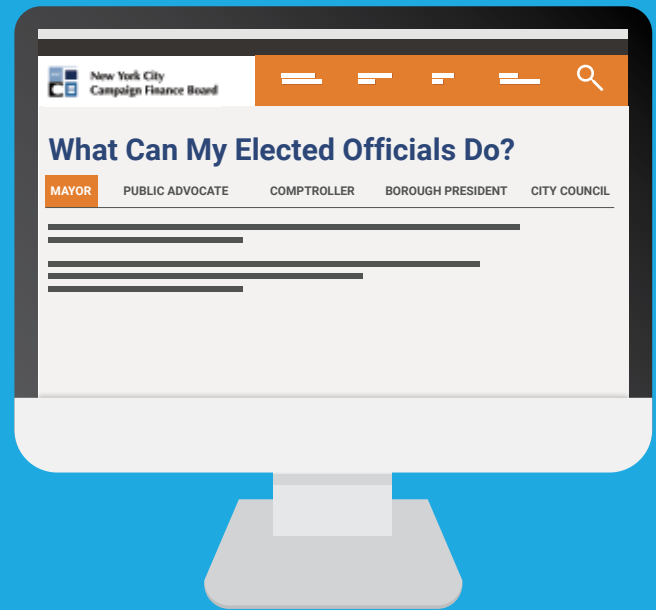 New York City
Campaign Finance Board
What Can My Elected Officials Do?
MAYOR PUBLIC ADVOCATE COMPTROLLER BOROUGH PRESIDENT CITY COUNCIL